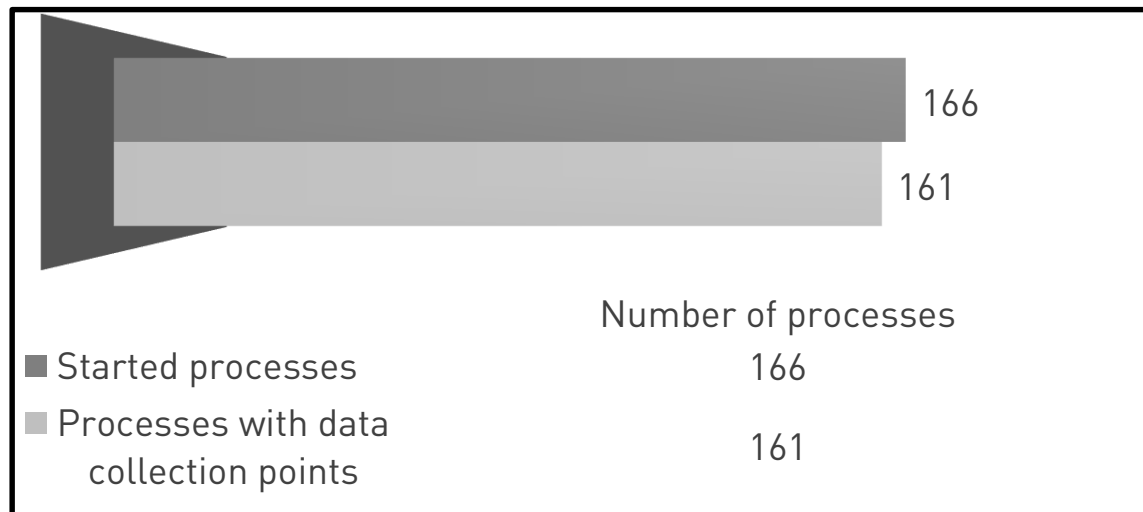 166
161
Number of processes
Started processes 166
Processes with data
collection points 161